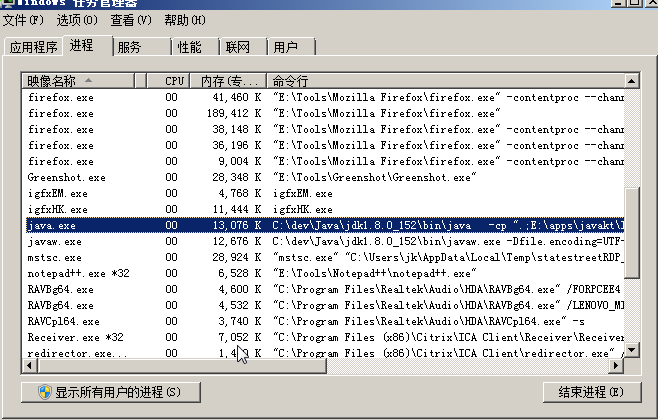 Windows 任务管理器
文件(F) 选项(O) 查看(V) 帮助(H)
应用程序 进程 服务 性能 联网 用户
映像名称 CPU 内存(专... 命令行
firefox.exe 00 41,460 K "E:\Tools\Mozilla Firefox\firefox.exe" -contentproc --chann
firefox.exe 00 189,412 K "E:\Tools\Mozilla Firefox\firefox.exe"
firefox.exe 00 38,148 K "E:\Tools\Mozilla Firefox\firefox.exe" -contentproc --chann
firefox.exe 00 36,196 K "E:\Tools\Mozilla Firefox\firefox.exe" -contentproc --chann
firefox.exe 00 9,004 K "E:\Tools\Mozilla Firefox\firefox.exe" -contentproc --chann
Greenshot.exe 00 28,348 K "E:\Tools\Greenshot\Greenshot.exe"
igfxEM.exe 00 4,768 K igfxEM.exe
igfxHK.exe 00 11,444 K igfxHK.exe
java.exe 00 13,076 K C:\dev\Java\jdk1.8.0_152\bin\java -cp ".;E:\apps\javakt\
javaw.exe 00 12,676 K C:\dev\Java\jdk1.8.0_152\bin\javaw.exe -Dfile.encoding=UTF-
mstsc.exe 00 28,924 K "mstsc.exe" "C:\Users\jk\AppData\Local\Temp\statestreetRDP_
notepad++.exe *32 00 6,528 K "E:\Tools\Notepad++\notepad++.exe"
RAVBg64.exe 00 4,600 K "C:\Program Files\Realtek\Audio\HDA\RAVBg64.exe" /FORPCEE4
RAVBg64.exe 00 4,532 K "C:\Program Files\Realtek\Audio\HDA\RAVBg64.exe" /LENOVO_MI
RAVCpl64.exe 00 3,740 K "C:\Program Files\Realtek\Audio\HDA\RAVCpl64.exe" -s
Receiver.exe *32 00 7,052 K "C:\Program Files (x86)\Citrix\ICA Client\Receiver\Receiver
redirector.exe... 00 K "C:\Program Files (x86)\Citrix\ICA Client\redirector.exe" /
显示所有用户的进程(S) 结束进程(E)